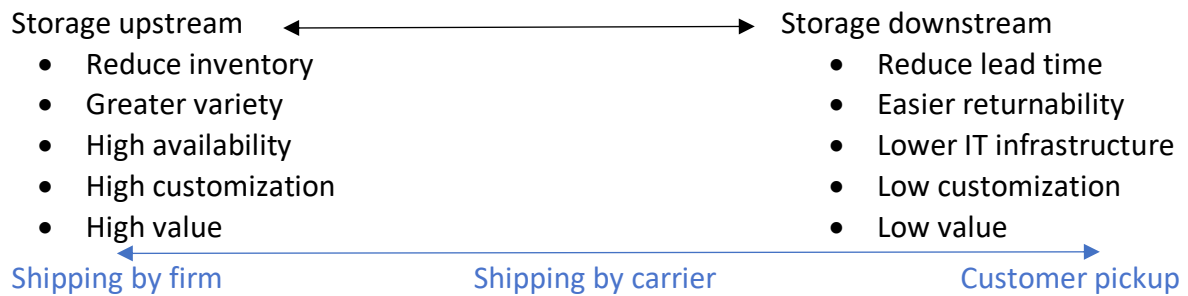 Storage upstream Storage downstream
• Reduce inventory • Reduce lead time
• Greater variety • Easier returnability
• High availability • Lower IT infrastructure
• High customization • Low customization
• High value • Low value
Shipping by firm Shipping by carrier Customer pickup